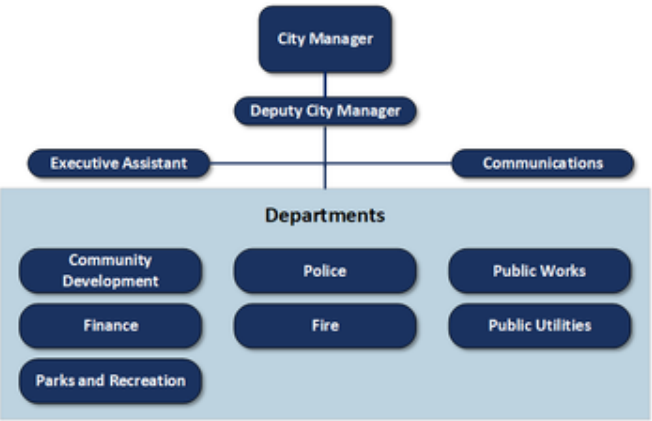 City Manager
Deputy City Manager
Executive Assistant
Communications
Departments
Community
Development
Police
Public Works
Finance
Fire
Public Utilities
Parks and Recreation